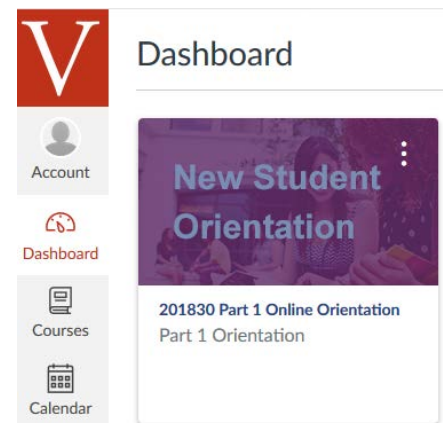 V
Dashboard
Account
Dashboard
Courses
Calendar
New Student
Orientation
201830 Part 1 Online Orientation
Part 1 Orientation